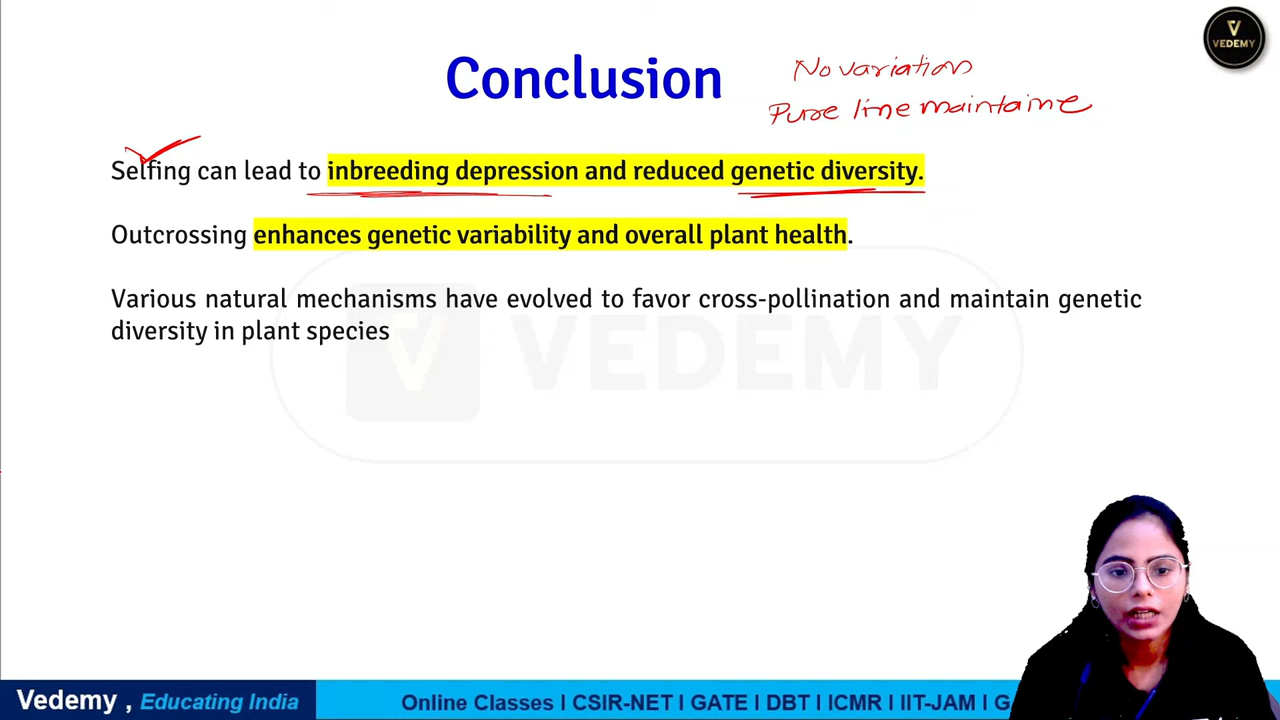 VEDEMY
Conclusion
No variation
Pure line maintaine
Selfing can lead to inbreeding depression and reduced genetic diversity.
Outcrossing enhances genetic variability and overall plant health.
Various natural mechanisms have evolved to favor cross-pollination and maintain genetic
diversity in plant species
VEDEMY
Vedemy , Educating India
Online Classes I CSIR-NET I GATE I DBT I ICMR I IIT-JAM I G